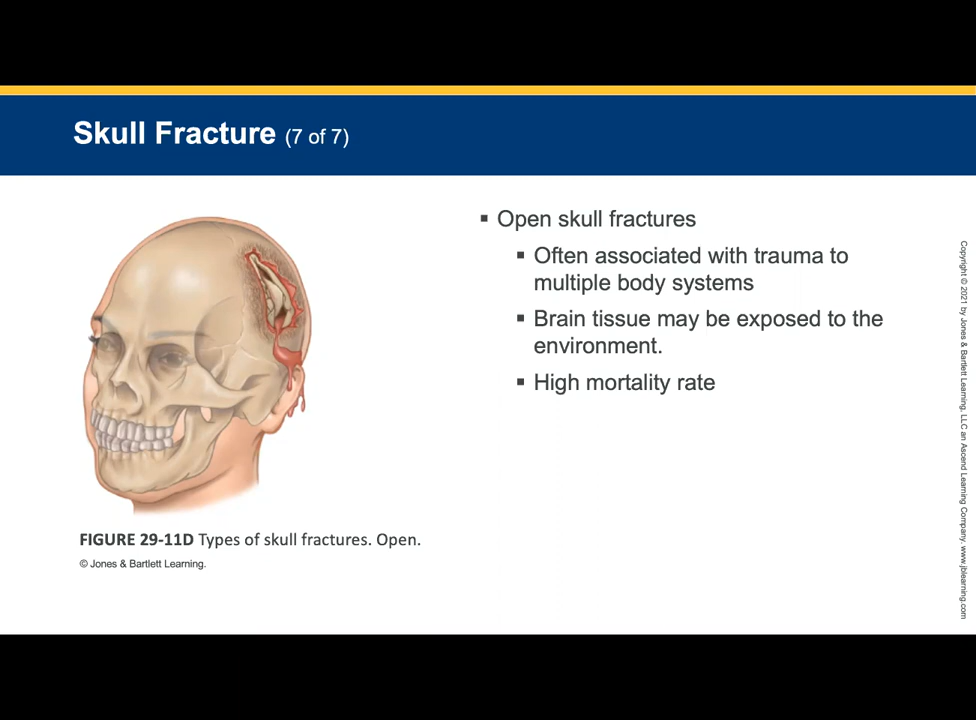 Skull Fracture (7 of 7)
▪ Open skull fractures
▪ Often associated with trauma to
multiple body systems
▪ Brain tissue may be exposed to the
environment.
▪ High mortality rate
FIGURE 29-11D Types of skull fractures. Open.
© Jones & Bartlett Learning.
Copyright © 2021 by Jones & Bartlett Learning, LLC an Ascend Learning Company. www.jblearning.com